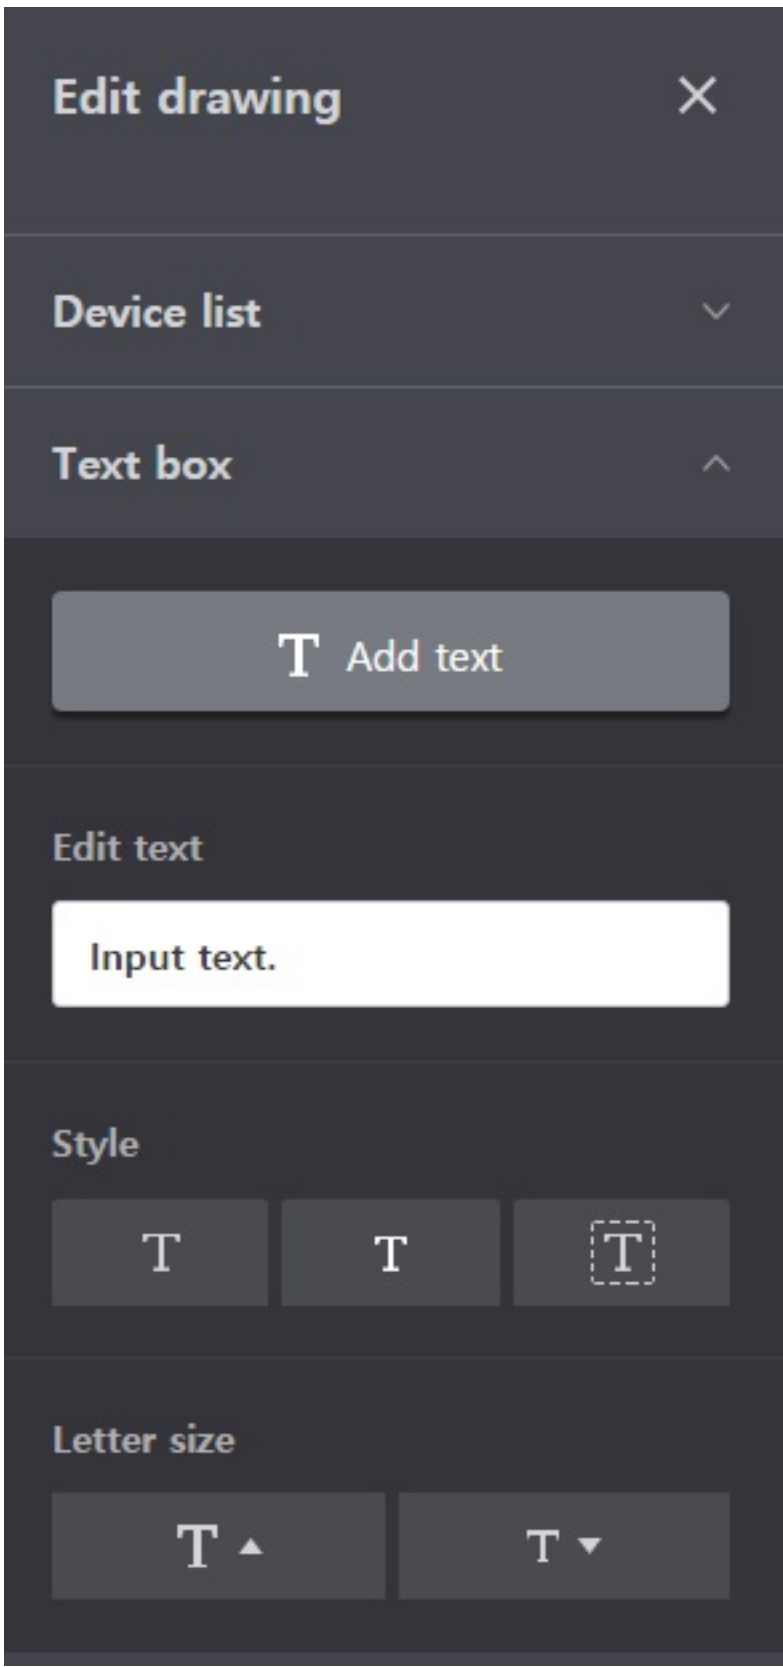 Edit drawing
Device list
Text box
T Add text
Edit text
Input text.
Style
T T T
Letter size
T T